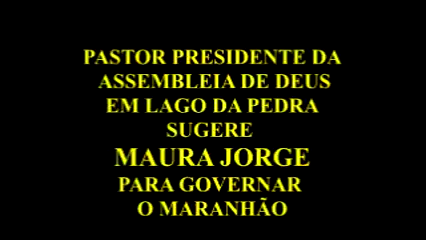 PASTOR PRESIDENTE DA
ASSEMBLEIA DE DEUS
EM LAGO DA PEDRA
SUGERE
MAURA JORGE
PARA GOVERNAR
O MARANHÃO